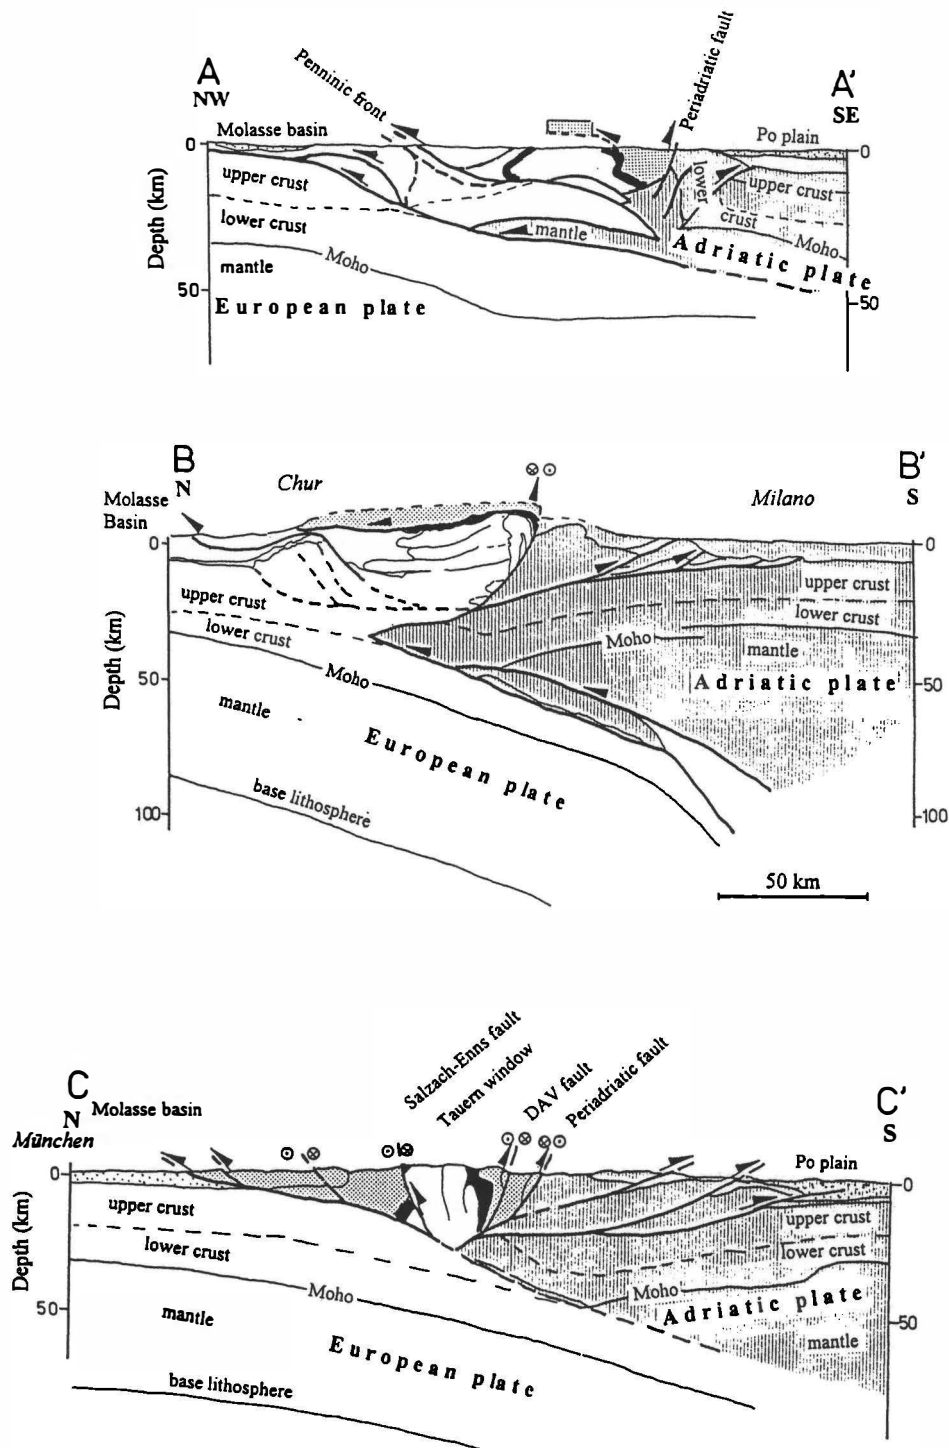 A
NW
Penninic front
Periadriatic fault
A'
SE
Molasse basin
Po plain
0
0
upper crust
lower
upper crust
lower crust
crust
Depth (km)
mantle
Moho
Adriatic plate
mantle
Moho
50
50
European plate
B
N
Chur
Milano
B'
S
Molasse
Basin
0
0
upper crust
upper crust
lower crust
lower crust
Moho
mantle
Depth (km)
50
Moho
Adriatic plate
50
mantle
European plate
base lithosphere
100
100
50 km
Salzach-Enns fault
Tauern window
DAV fault
Periadriatic fault
C
N
Molasse basin
C'
S
München
Po plain
0
0
upper crust
upper crust
lower crust
lower crust
Depth (km)
Moho
Moho
Adriatic plate
50
50
mantle
mantle
European plate
base lithosphere